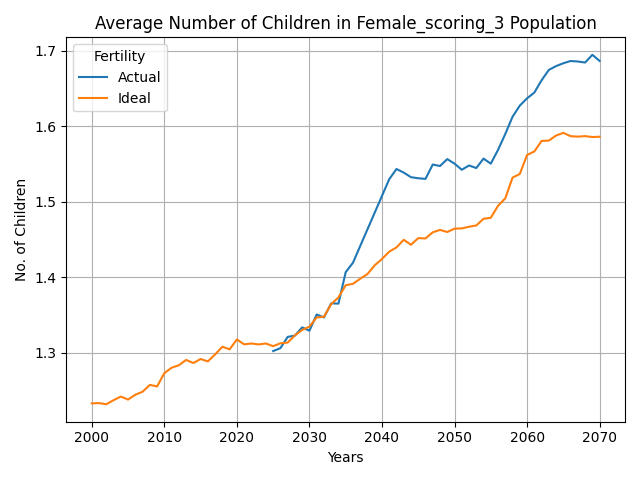 Average Number of Children in Female_scoring_3 Population
Fertility
Actual
Ideal
No. of Children
1.7
1.6
1.5
1.4
1.3
2000 2010 2020 2030 2040 2050 2060 2070
Years